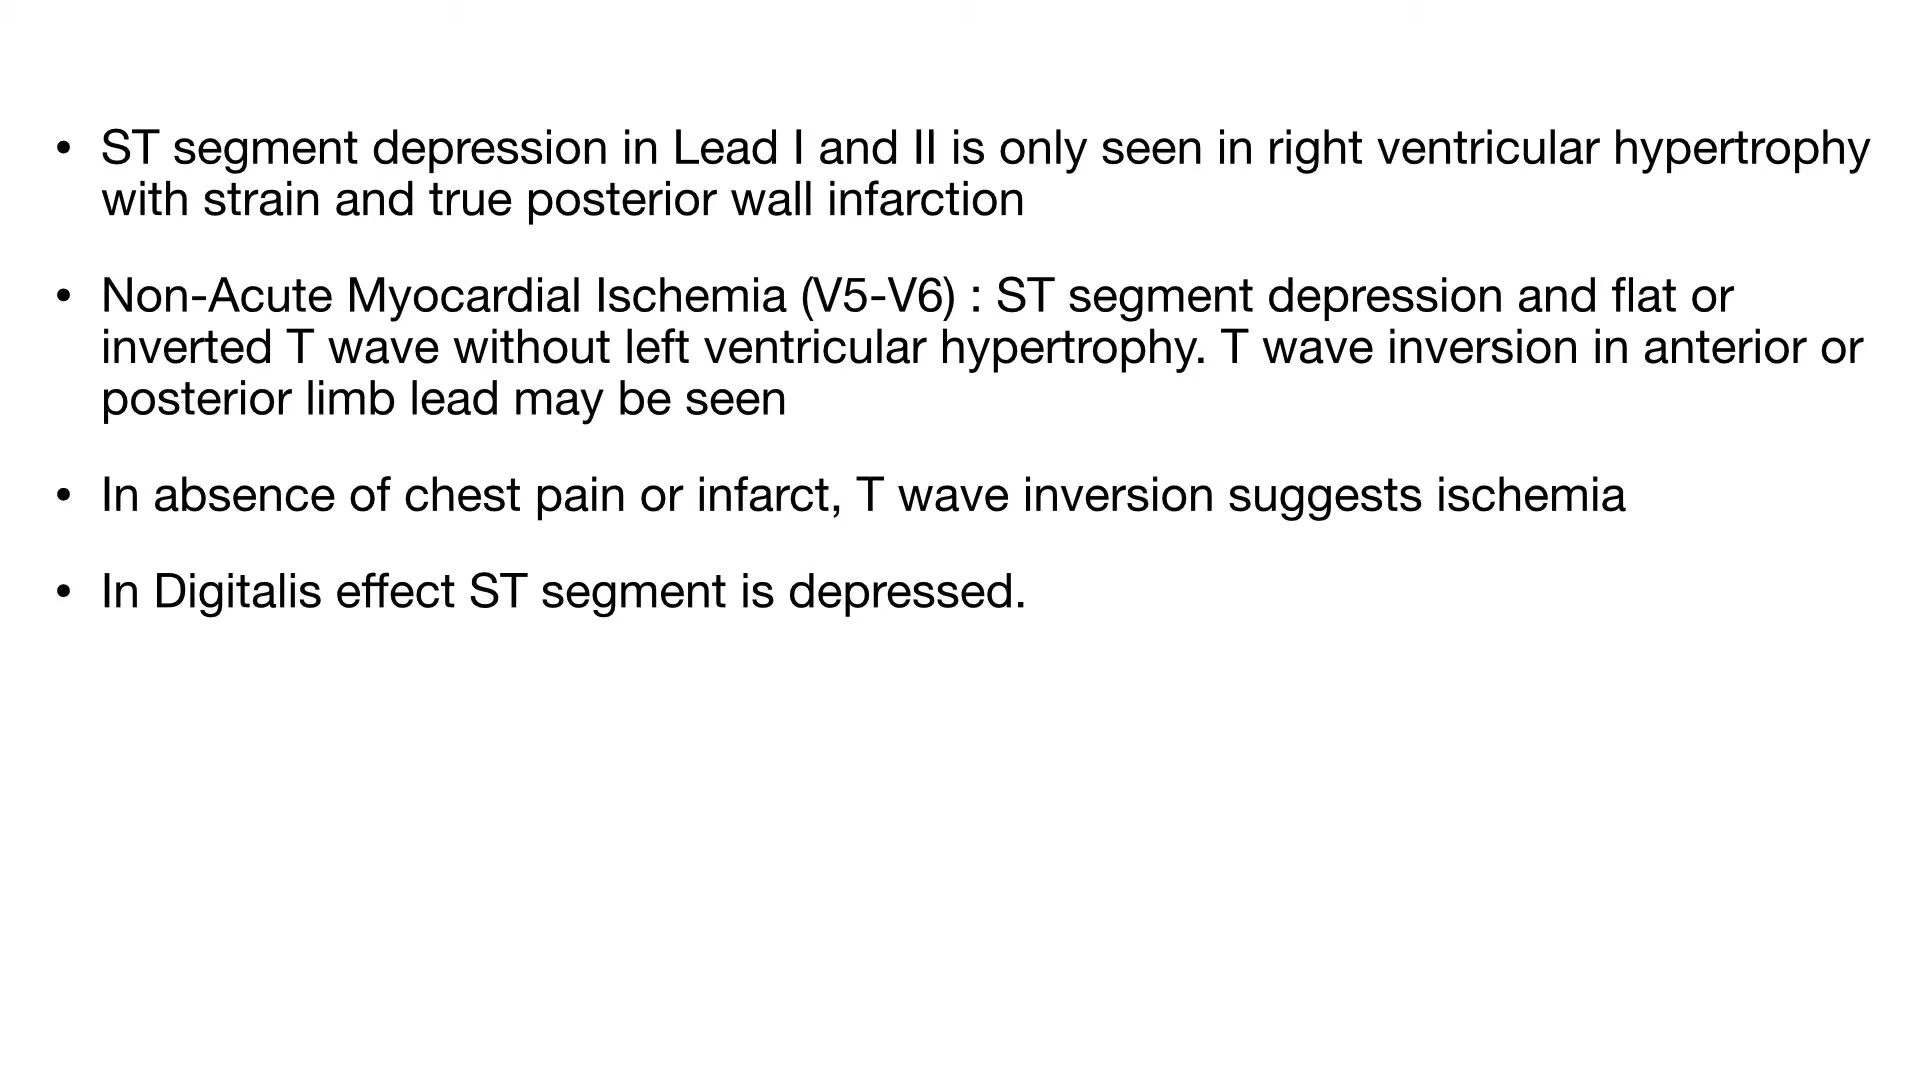 • ST segment depression in Lead I and II is only seen in right ventricular hypertrophy
with strain and true posterior wall infarction
• Non-Acute Myocardial Ischemia (V5-V6) : ST segment depression and flat or
inverted T wave without left ventricular hypertrophy. T wave inversion in anterior or
posterior limb lead may be seen
• In absence of chest pain or infarct, T wave inversion suggests ischemia
• In Digitalis effect ST segment is depressed.